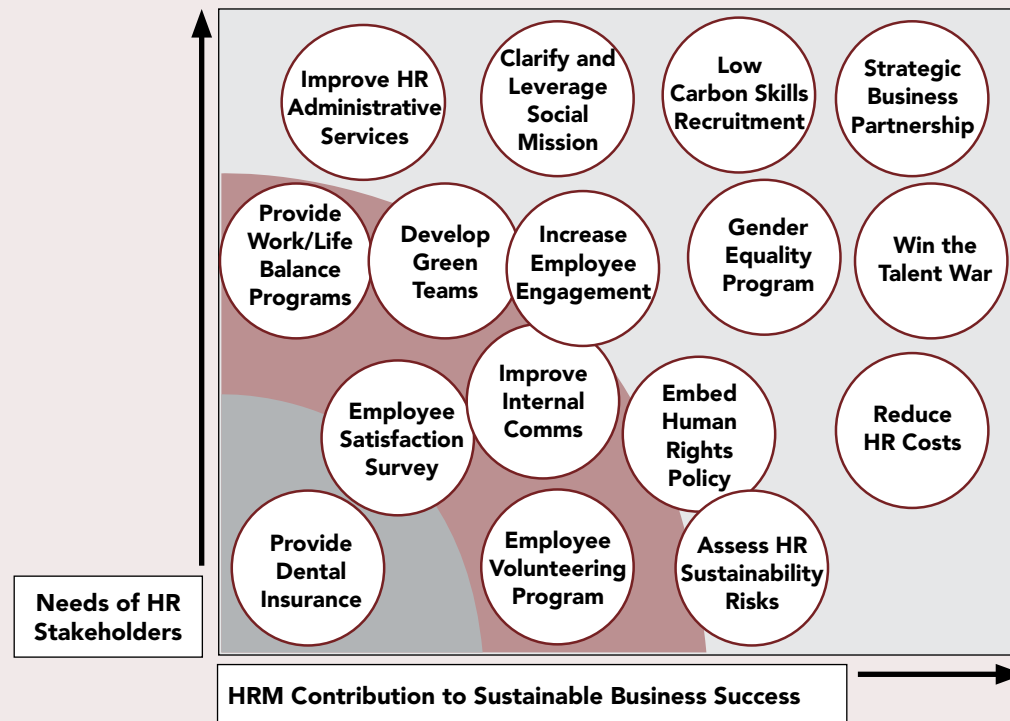 Improve HR
Administrative
Services
Clarify and
Leverage
Social
Mission
Low
Carbon Skills
Recruitment
Strategic
Business
Partnership
Provide
Work/Life
Balance
Programs
Develop
Green
Teams
Increase
Employee
Engagement
Gender
Equality
Program
Win the
Talent War
Employee
Satisfaction
Survey
Improve
Internal
Comms
Embed
Human
Rights
Policy
Reduce
HR Costs
Provide
Dental
Insurance
Employee
Volunteering
Program
Assess HR
Sustainability
Risks
Needs of HR
Stakeholders
HRM Contribution to Sustainable Business Success